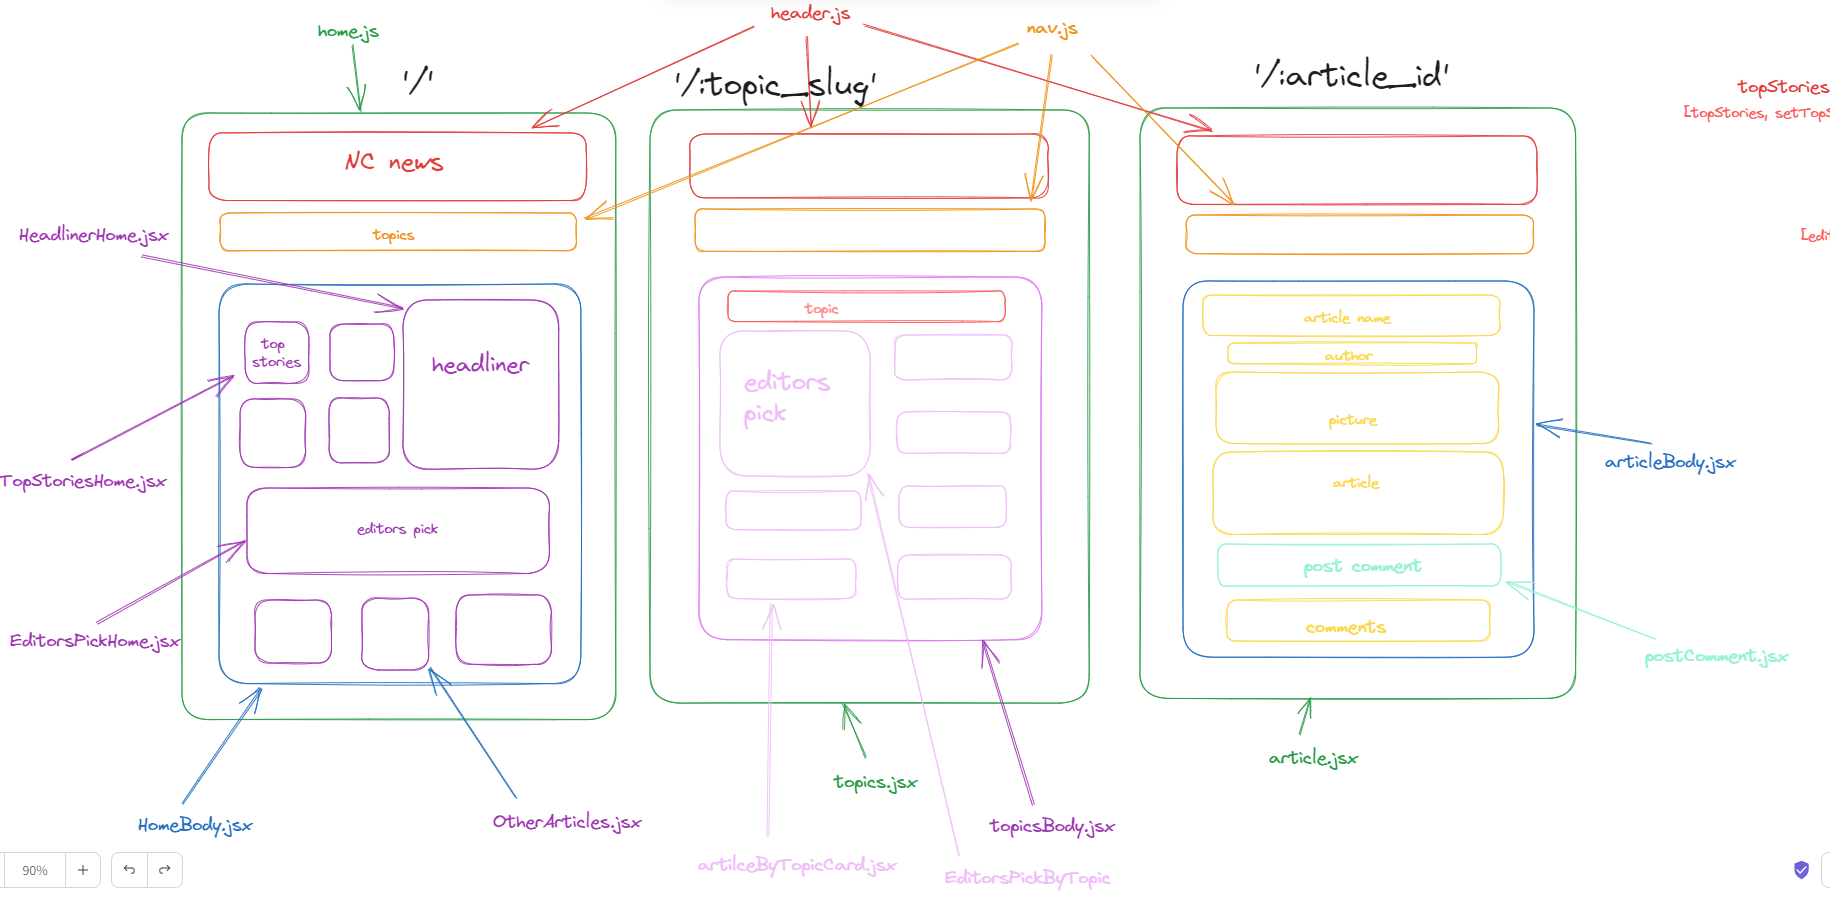 header.js
home.js
nav.js
'/'
'/:topic_slug'
'/:article_id'
topStories
[topStories, setTopS
NC news
topics
HeadlinerHome.jsx
[edi
top
stories
headliner
topic
editors
pick
article name
author
picture
article
articleBody.jsx
TopStoriesHome.jsx
editors pick
post comment
comments
EditorsPickHome.jsx
postComment.jsx
article.jsx
topics.jsx
HomeBody.jsx
OtherArticles.jsx
topicsBody.jsx
artilceByTopicCard.jsx
EditorsPickByTopic
90%